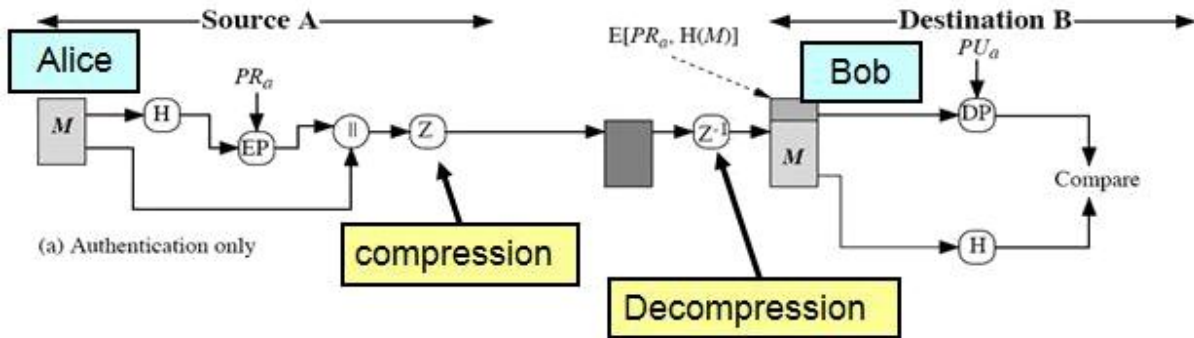 Source A
Destination B
Alice
PRa
E[PRa, H(M)]
Bob
PUa
M
H
EP
||
Z
Z-1
M
DP
Compare
H
(a) Authentication only
compression
Decompression